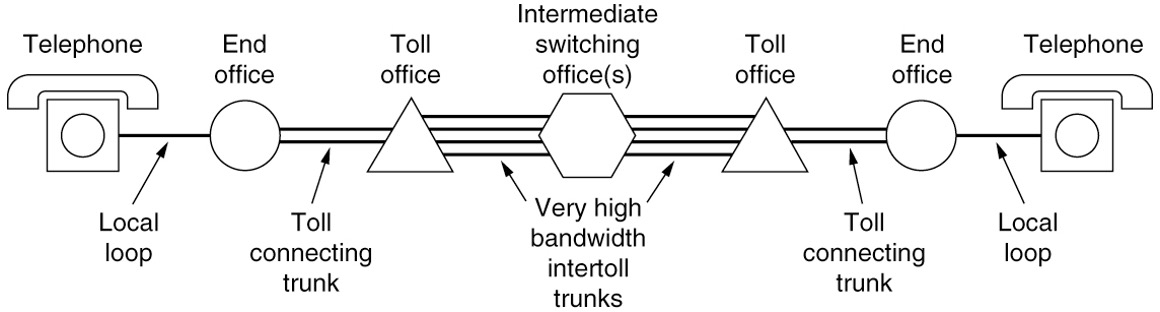 Telephone
End
office
Toll
office
Intermediate
switching
office(s)
Toll
office
End
office
Telephone
Local
loop
Toll
connecting
trunk
Very high
bandwidth
intertoll
trunks
Toll
connecting
trunk
Local
loop